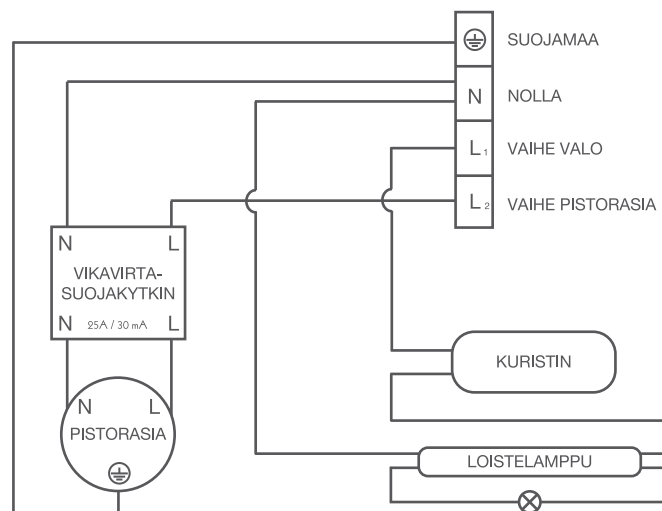 SUOJAMAA
N NOLLA
L1 VAIHE VALO
L2 VAIHE PISTORASIA
N L
VIKAVIRTA-
SUOJAKYTKIN
N 25A / 30 mA L
N L
PISTORASIA
KURISTIN
LOISTELAMPPU